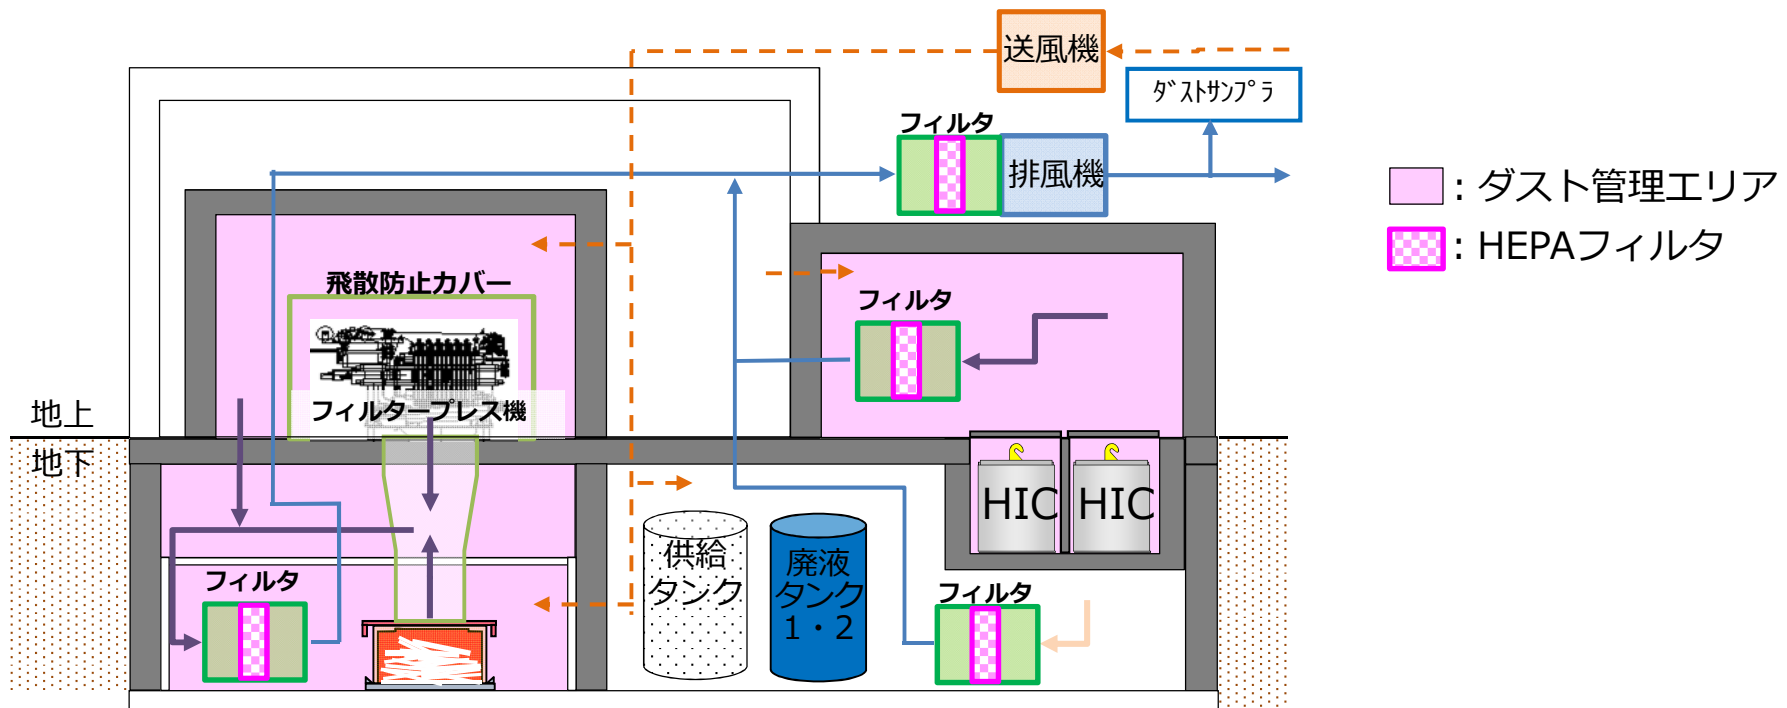 送風機
ﾀﾞｽﾄｻﾝﾌﾟﾗ
フィルタ
排風機
：ダスト管理エリア
：HEPAフィルタ
飛散防止カバー
フィルタ
フィルタープレス機
地上
地下
HIC
HIC
供給
タンク
廃液
タンク
1・2
フィルタ
フィルタ